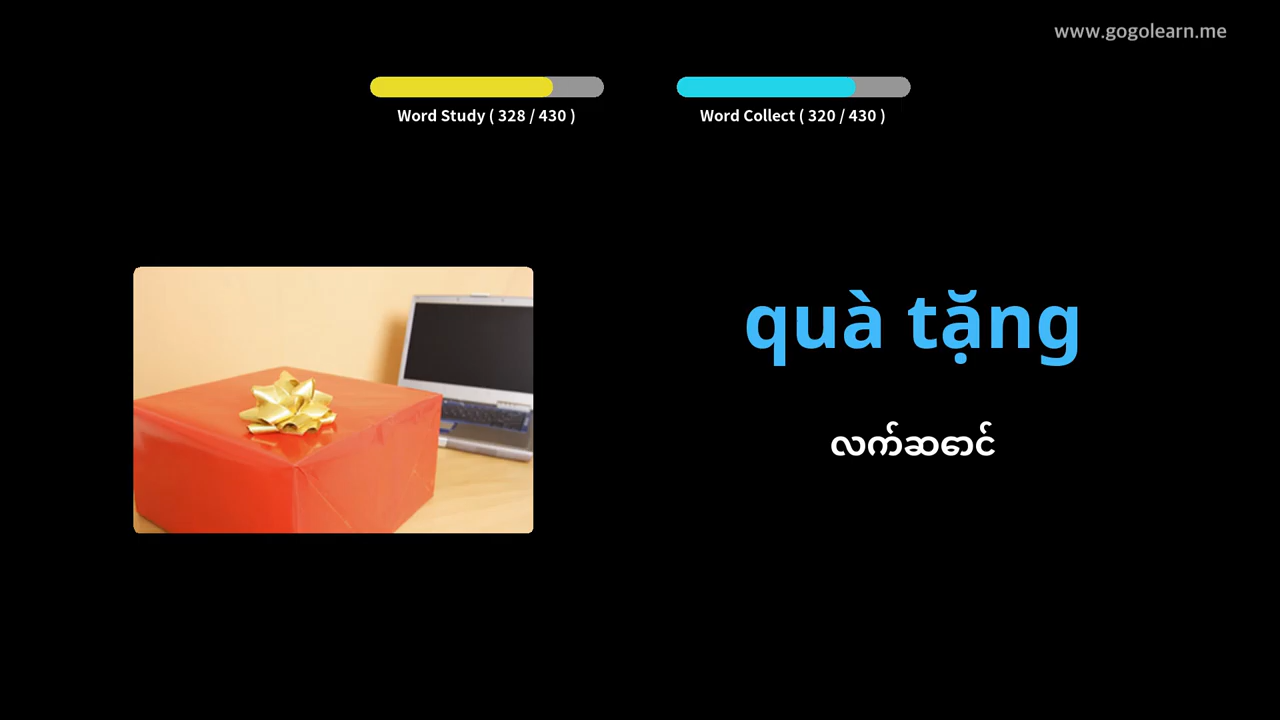 www.gogolearn.me
Word Study ( 328 / 430 )
Word Collect ( 320 / 430 )
quà tặng
လက်ဆောင်